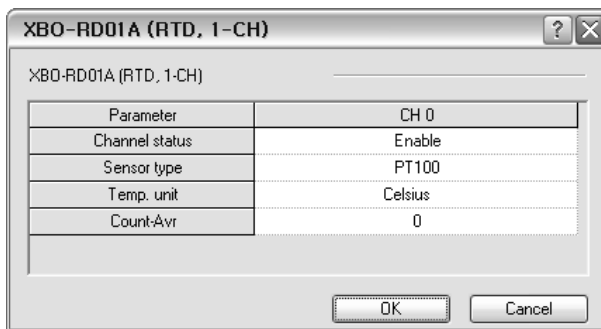 XBO-RD01A (RTD, 1-CH)
XBO-RD01A (RTD, 1-CH)
Parameter CH 0
Channel status Enable
Sensor type PT100
Temp. unit Celsius
Count-Avr 0
OK Cancel